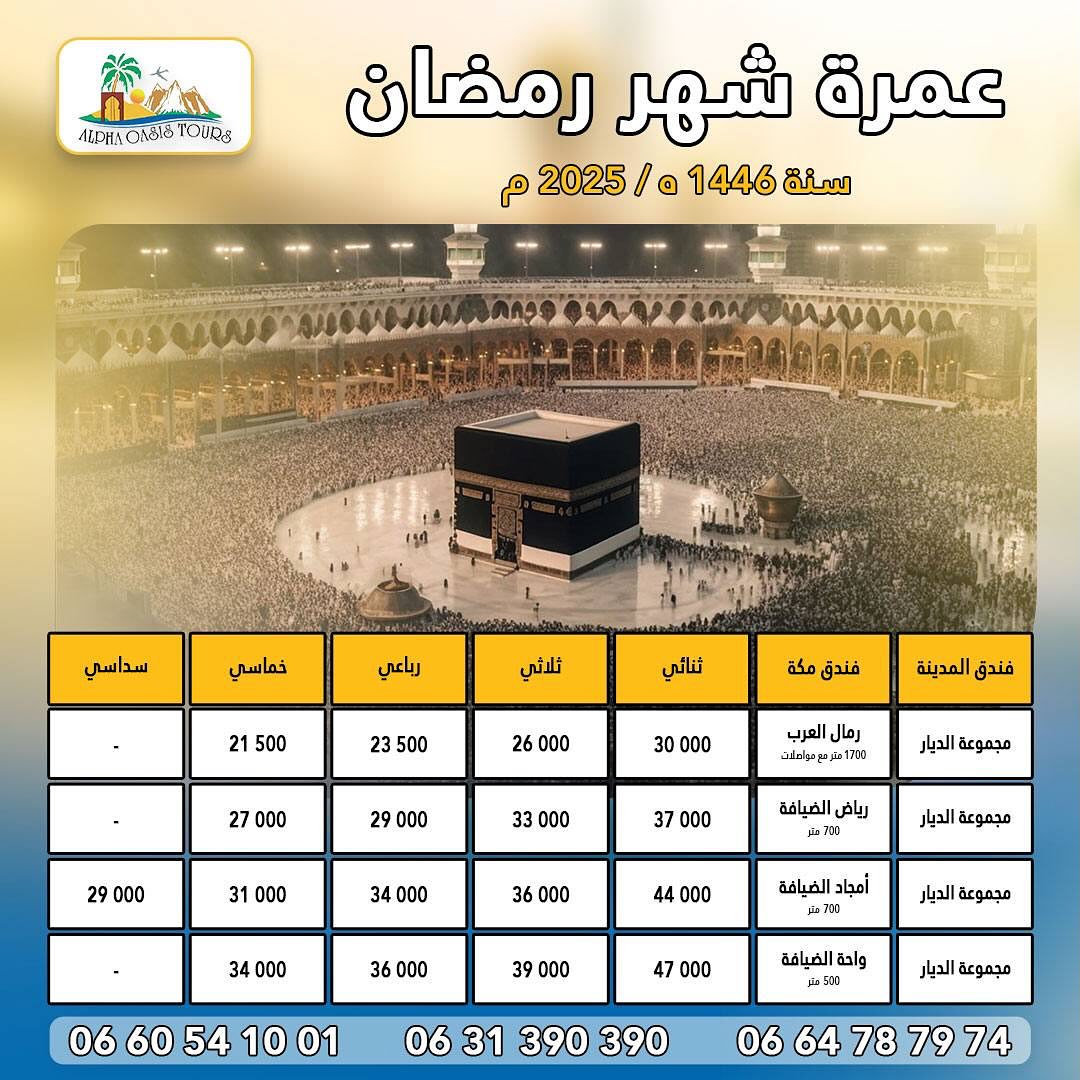 ALPHA OASIS TOURS
عمرة شهر رمضان
سنة 1446 ه / 2025 م
فندق المدينة فندق مكة ثنائي ثلاثي رباعي خماسي سداسي
مجموعة الديار رمال العرب 30 000 26 000 23 500 21 500 -
1700 متر مع مواصلات
مجموعة الديار رياض الضيافة 37 000 33 000 29 000 27 000 -
700 متر
مجموعة الديار أمجاد الضيافة 44 000 36 000 34 000 31 000 29 000
700 متر
مجموعة الديار واحة الضيافة 47 000 39 000 36 000 34 000 -
500 متر
06 60 54 10 01 06 31 390 390 06 64 78 79 74